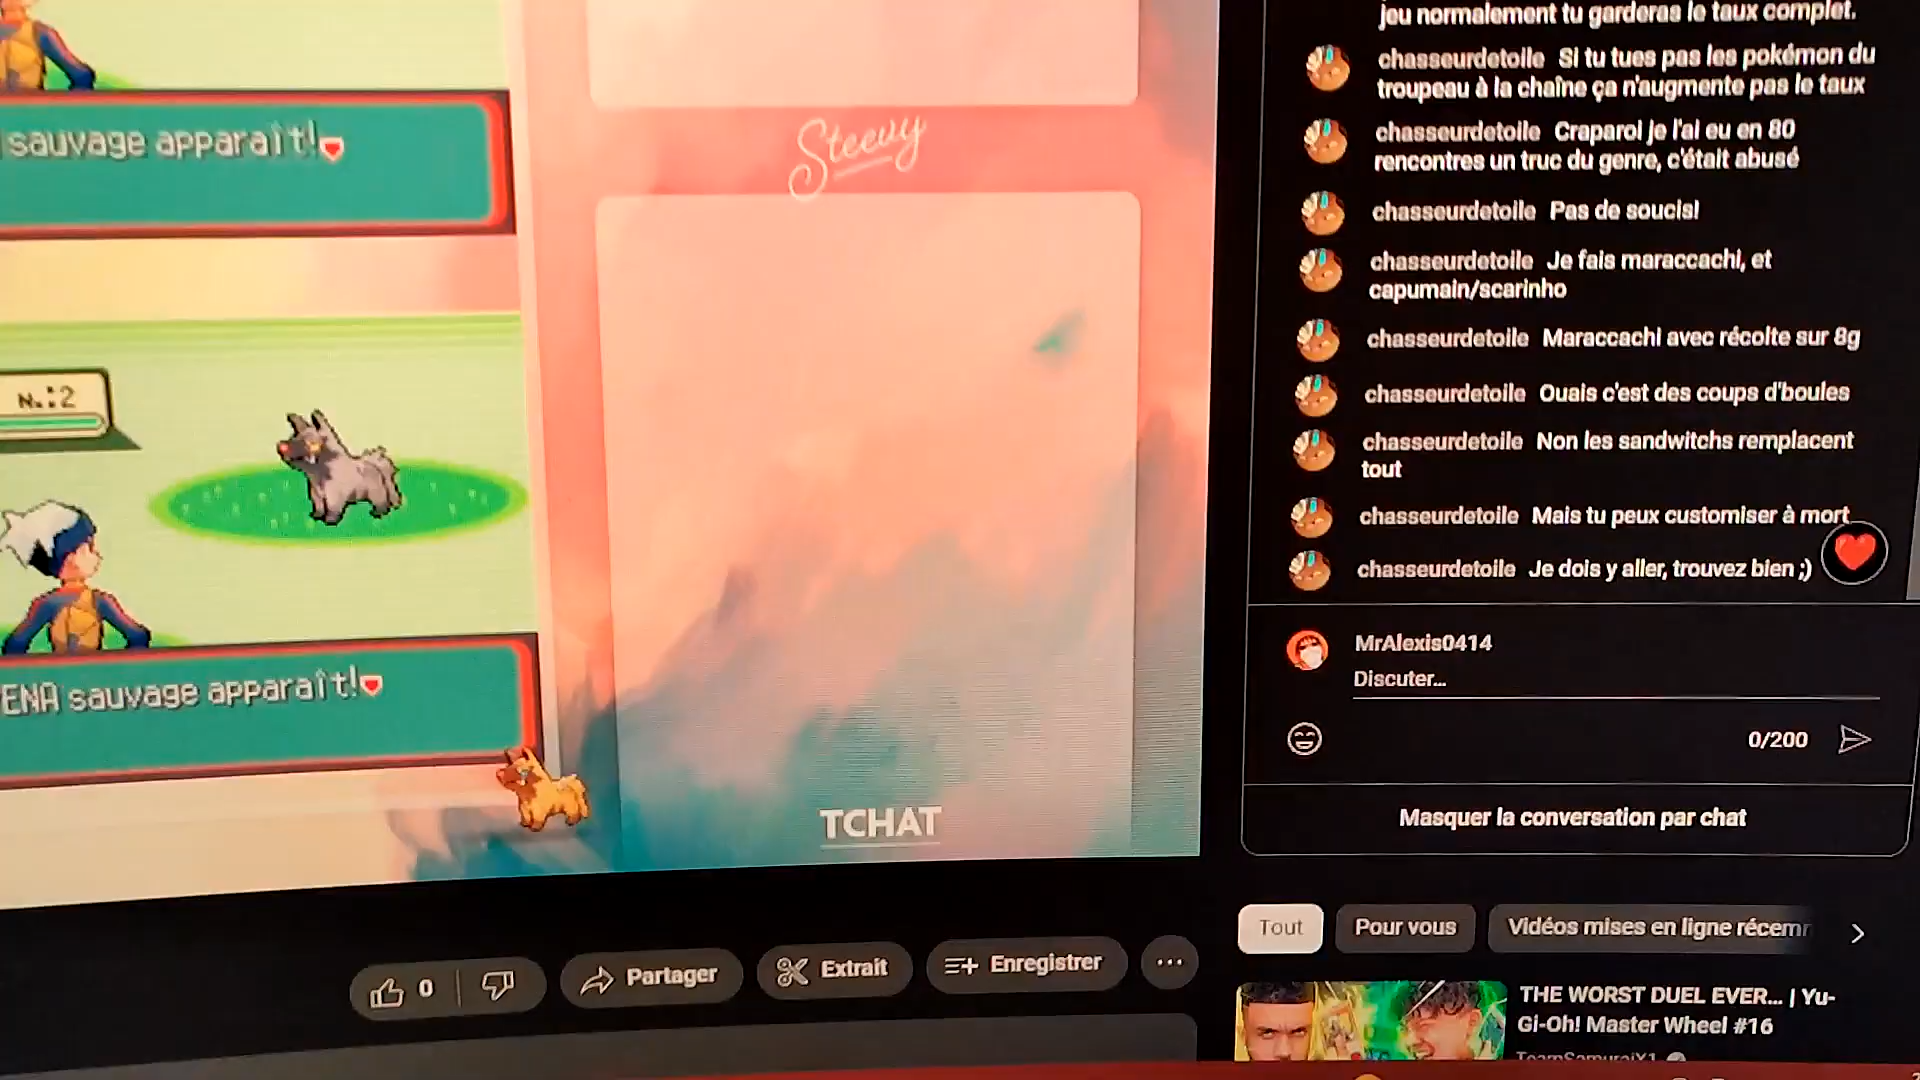 sauvage apparaît!
Steevy
N.:2
ENA sauvage apparaît!
TCHAT
jeu normalement tu garderas le taux complet.
chasseurdetoile Si tu tues pas les pokémon du
troupeau à la chaîne ça n'augmente pas le taux
chasseurdetoile Craparoi je l'ai eu en 80
rencontres un truc du genre, c'était abusé
chasseurdetoile Pas de soucis!
chasseurdetoile Je fais maraccachi, et
capumain/scarinho
chasseurdetoile Maraccachi avec récolte sur 8g
chasseurdetoile Ouais c'est des coups d'boules
chasseurdetoile Non les sandwitchs remplacent
tout
chasseurdetoile Mais tu peux customiser à mort
chasseurdetoile Je dois y aller, trouvez bien ;)
MrAlexis0414
Discuter...
0/200
Masquer la conversation par chat
0
Partager
Extrait
Enregistrer
Tout
Pour vous
Vidéos mises en ligne récem
THE WORST DUEL EVER... | Yu-
Gi-Oh! Master Wheel #16
TeamSamuraiX1